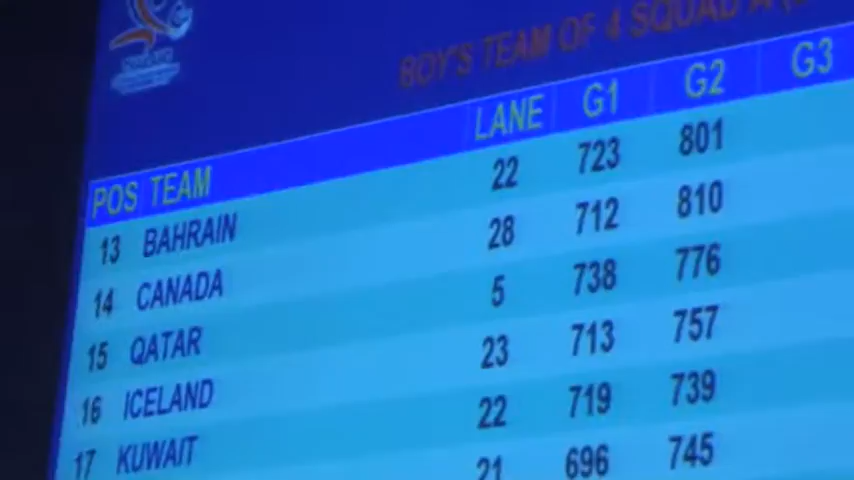 BOY'S TEAM OF 4 SQUAD A
POS TEAM LANE G1 G2 G3
13 BAHRAIN 22 723 801
14 CANADA 28 712 810
15 QATAR 5 738 776
16 ICELAND 23 713 757
17 KUWAIT 22 719 739
21 696 745